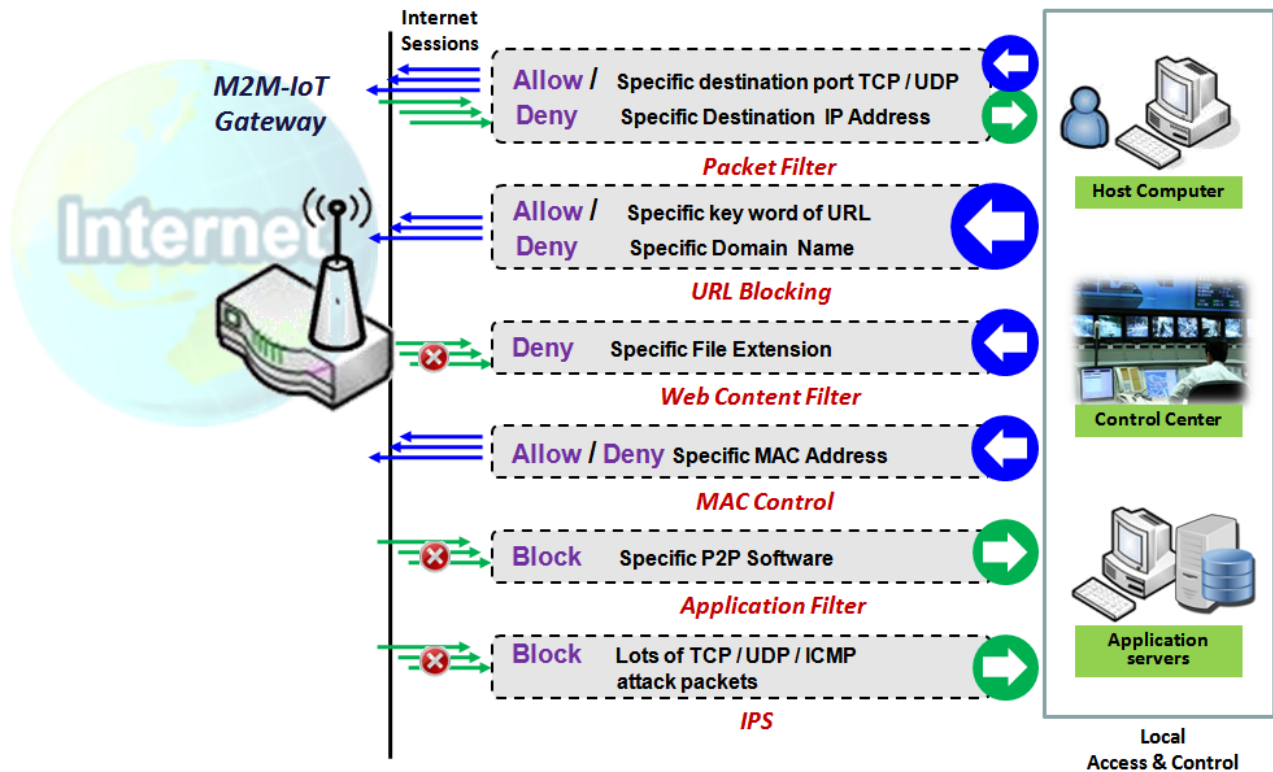 Internet
Sessions
M2M-IoT
Gateway
Internet
Allow / Specific destination port TCP / UDP
Deny Specific Destination IP Address
Packet Filter
Allow / Specific key word of URL
Deny Specific Domain Name
URL Blocking
Deny Specific File Extension
Web Content Filter
Allow / Deny Specific MAC Address
MAC Control
Block Specific P2P Software
Application Filter
Block Lots of TCP / UDP / ICMP
attack packets
IPS
Host Computer
Control Center
Application
servers
Local
Access & Control